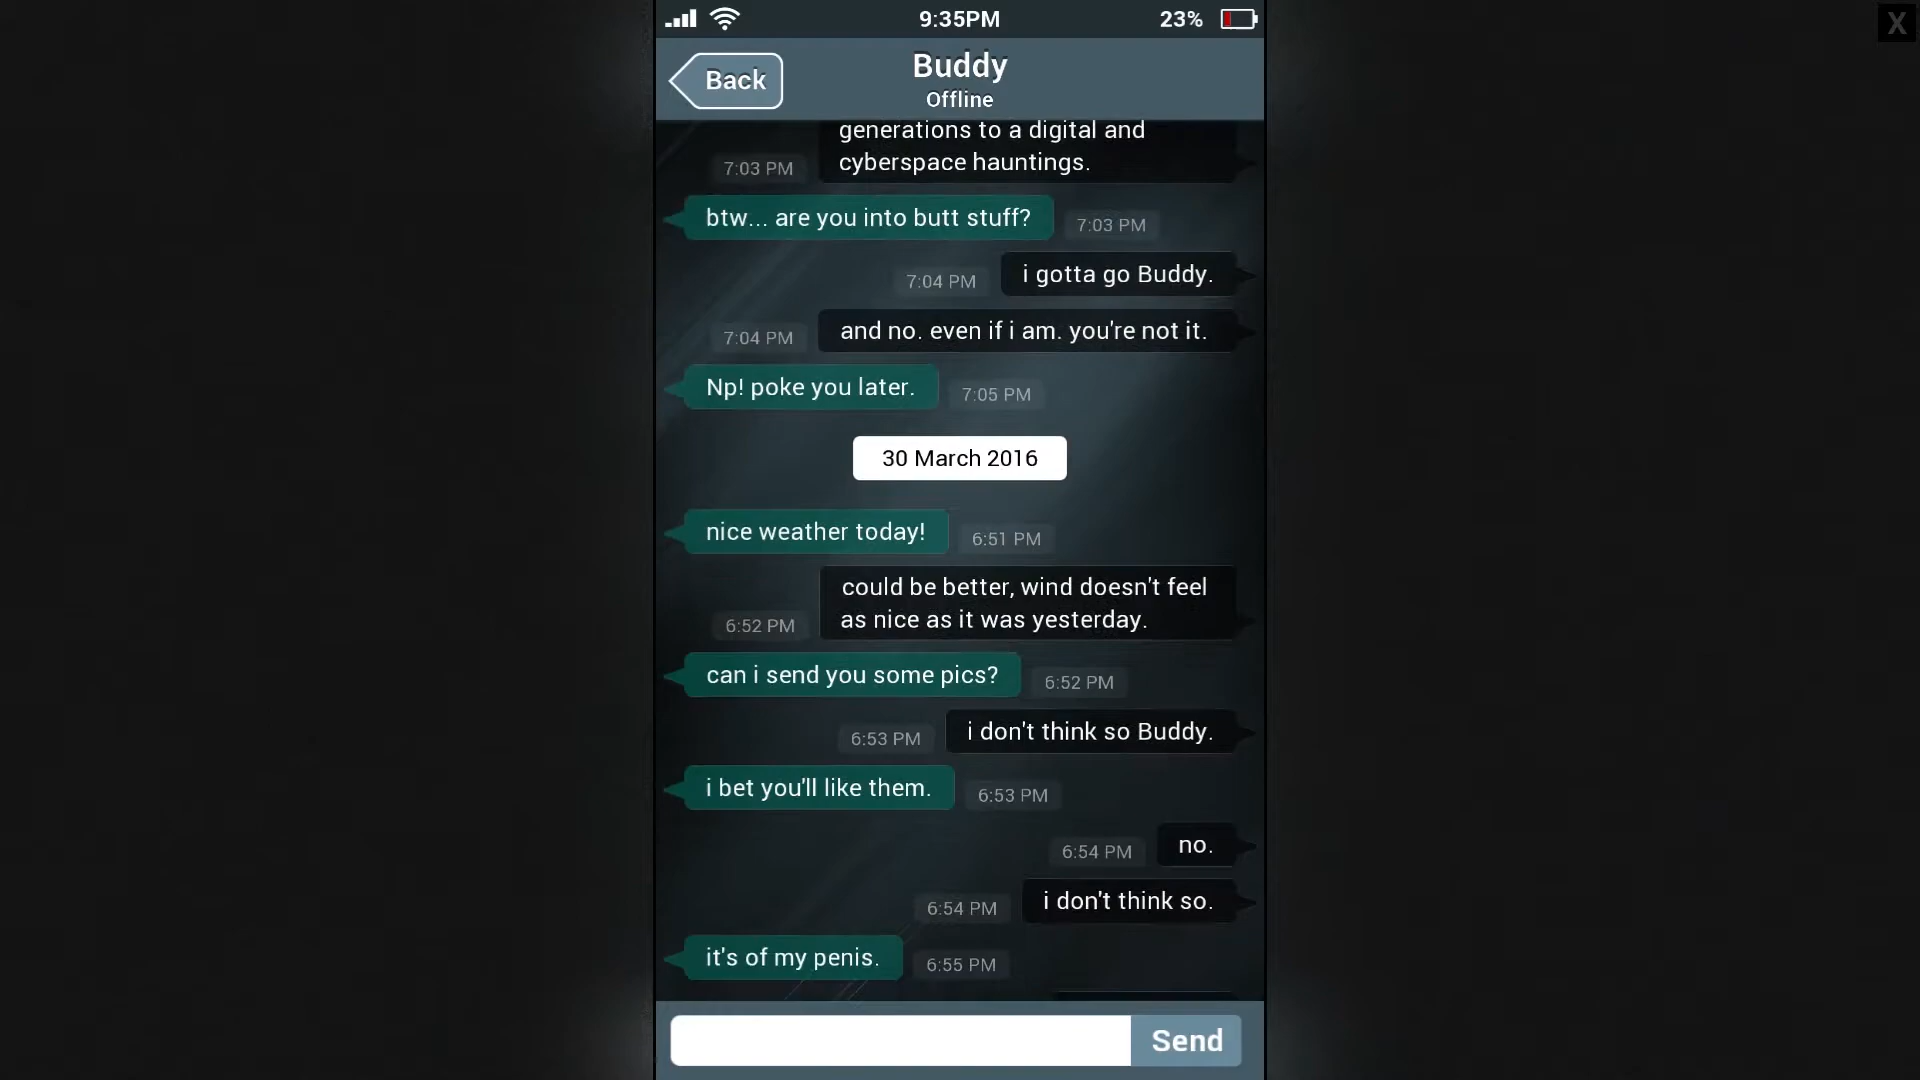 9:35PM
23%
X
Back
Buddy
Offline
generations to a digital and
cyberspace hauntings.
7:03 PM
btw... are you into butt stuff?
7:03 PM
i gotta go Buddy.
7:04 PM
and no. even if i am. you're not it.
7:04 PM
Np! poke you later.
7:05 PM
30 March 2016
nice weather today!
6:51 PM
could be better, wind doesn't feel
as nice as it was yesterday.
6:52 PM
can i send you some pics?
6:52 PM
i don't think so Buddy.
6:53 PM
i bet you'll like them.
6:53 PM
no.
6:54 PM
i don't think so.
6:54 PM
it's of my penis.
6:55 PM
Send